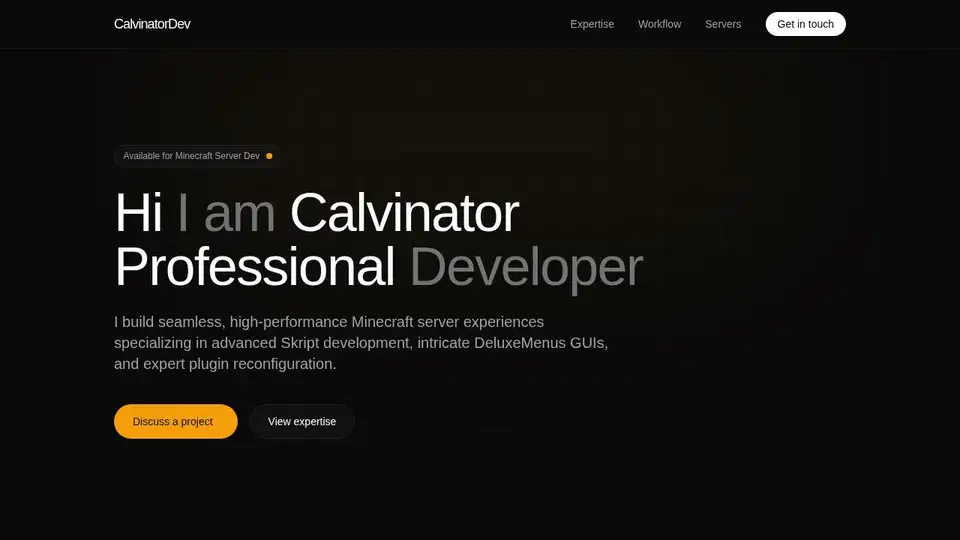 CalvinatorDev
Expertise
Workflow
Servers
Get in touch
Available for Minecraft Server Dev
Hi I am Calvinator
Professional Developer
I build seamless, high-performance Minecraft server experiences
specializing in advanced Skript development, intricate DeluxeMenus GUIs,
and expert plugin reconfiguration.
Discuss a project
View expertise